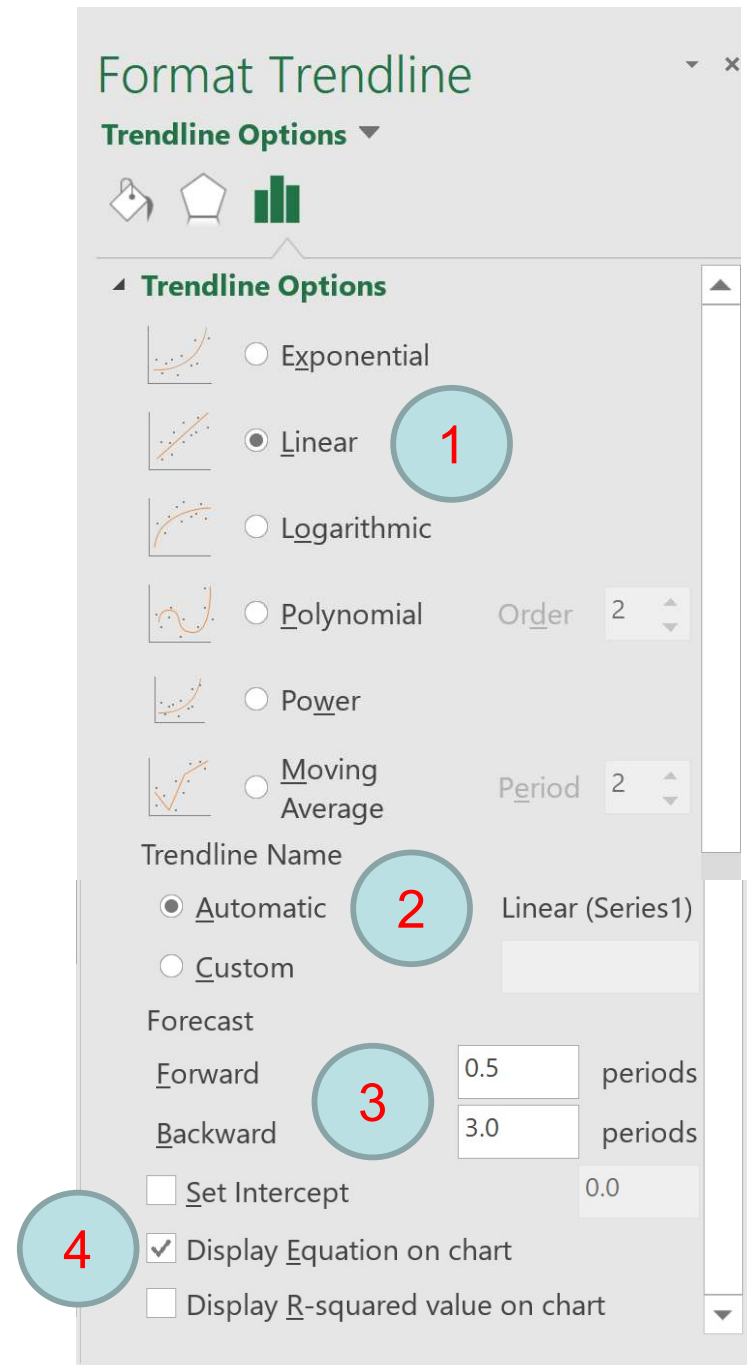 Format Trendline
Trendline Options
Trendline Options
Exponential
Linear 1
Logarithmic
Polynomial Order 2
Power
Moving Average Period 2
Trendline Name
Automatic 2 Linear (Series1)
Custom
Forecast
Forward 0.5 periods
3
Backward 3.0 periods
Set Intercept 0.0
4 Display Equation on chart
Display R-squared value on chart